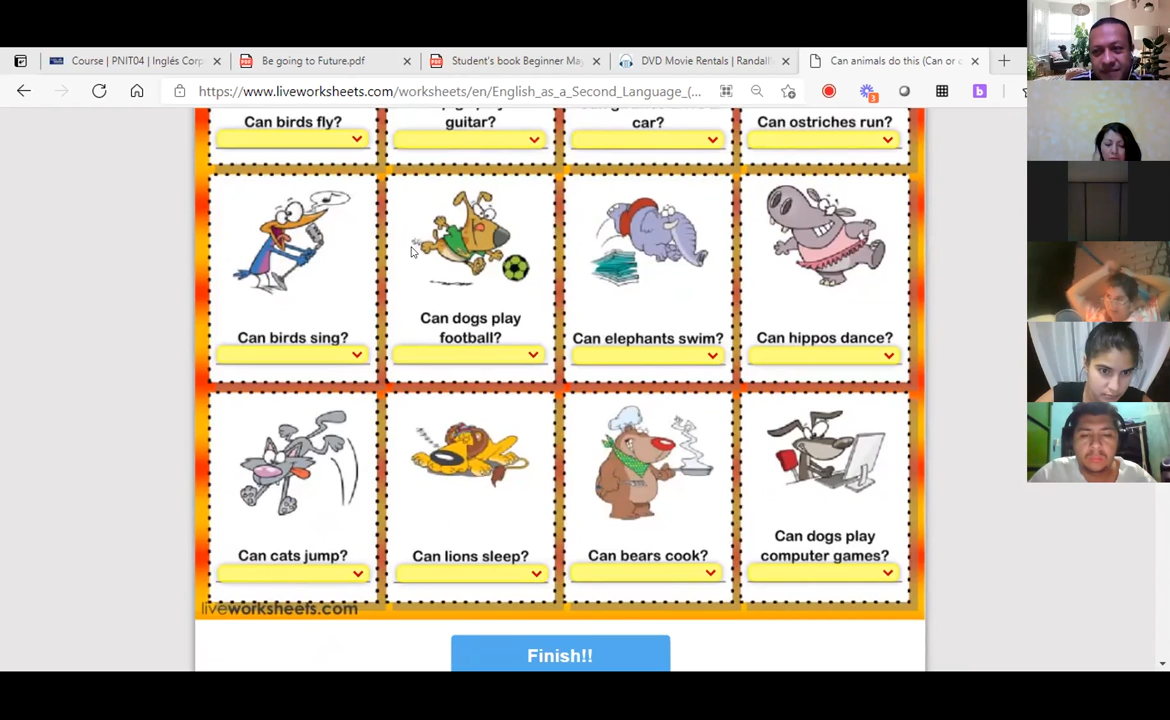 Course | PNIT04 | Inglés Corp
Be going to Future.pdf
Student's book Beginner May
DVD Movie Rentals | Randall'
Can animals do this (Can or c
https://www.liveworksheets.com/worksheets/en/English_as_a_Second_Language_(...
3
Can birds fly?
guitar?
car?
Can ostriches run?
Can birds sing?
Can dogs play
football?
Can elephants swim?
Can hippos dance?
Can cats jump?
Can lions sleep?
Can bears cook?
Can dogs play
computer games?
liveworksheets.com
Finish!!